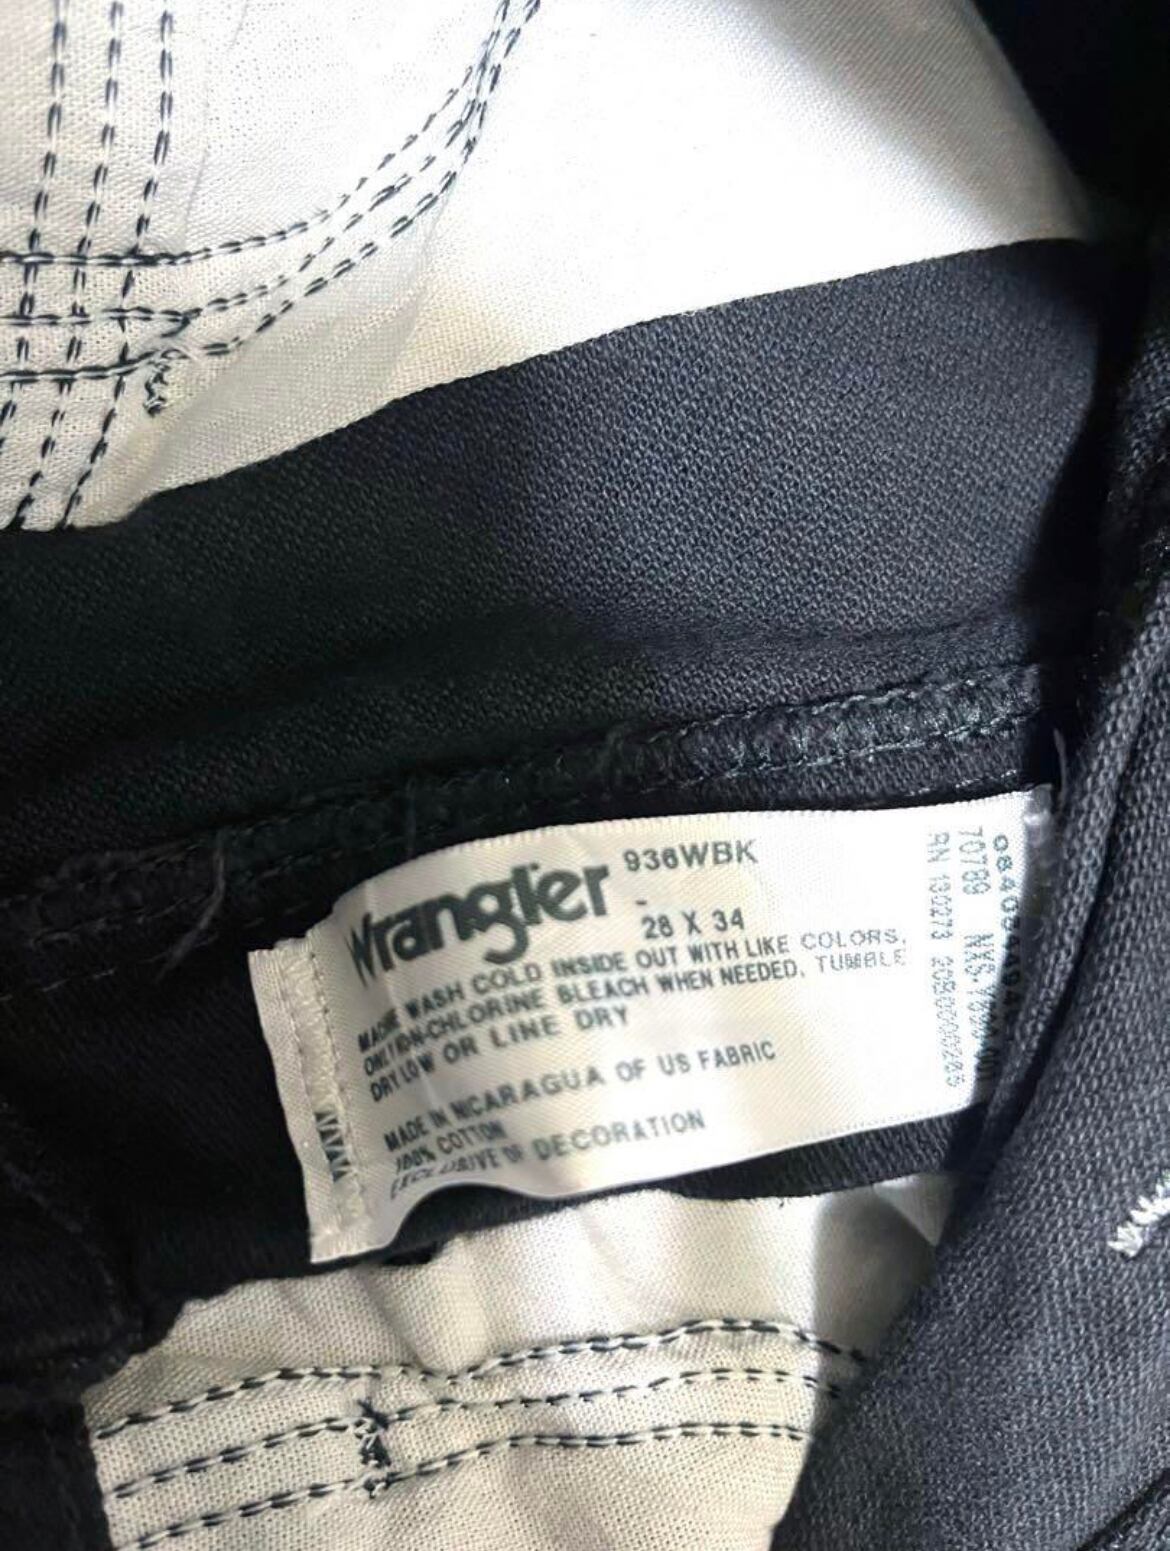 Wrangler
936WBK
-
28 X 34
MACHINE WASH COLD INSIDE OUT WITH LIKE COLORS.
ONLY NON-CHLORINE BLEACH WHEN NEEDED. TUMBLE
DRY LOW OR LINE DRY
MADE IN NICARAGUA OF US FABRIC
100% COTTON
EXCLUSIVE OF DECORATION
70789
RN 130273